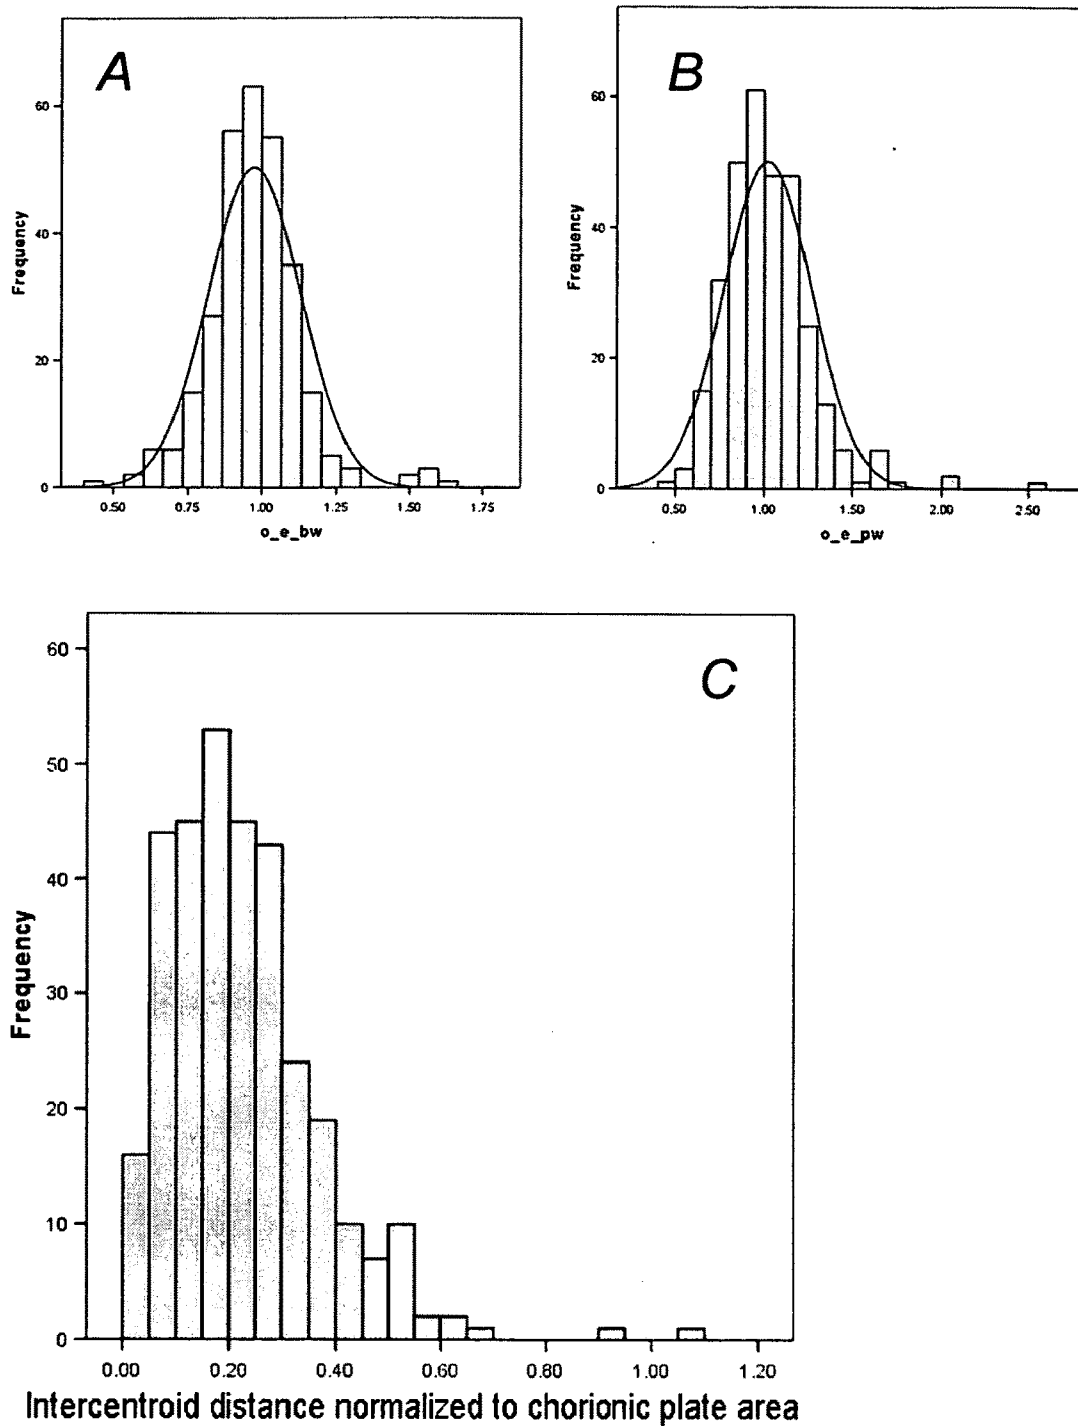 A
60
40
20
0
Frequency
0.50 0.75 1.00 1.25 1.50 1.75
o_e_bw
B
60
40
20
0
Frequency
0.50 1.00 1.50 2.00 2.50
o_e_pw
C
60
50
40
30
20
10
0
Frequency
0.00 0.20 0.40 0.60 0.80 1.00 1.20
Intercentroid distance normalized to chorionic plate area